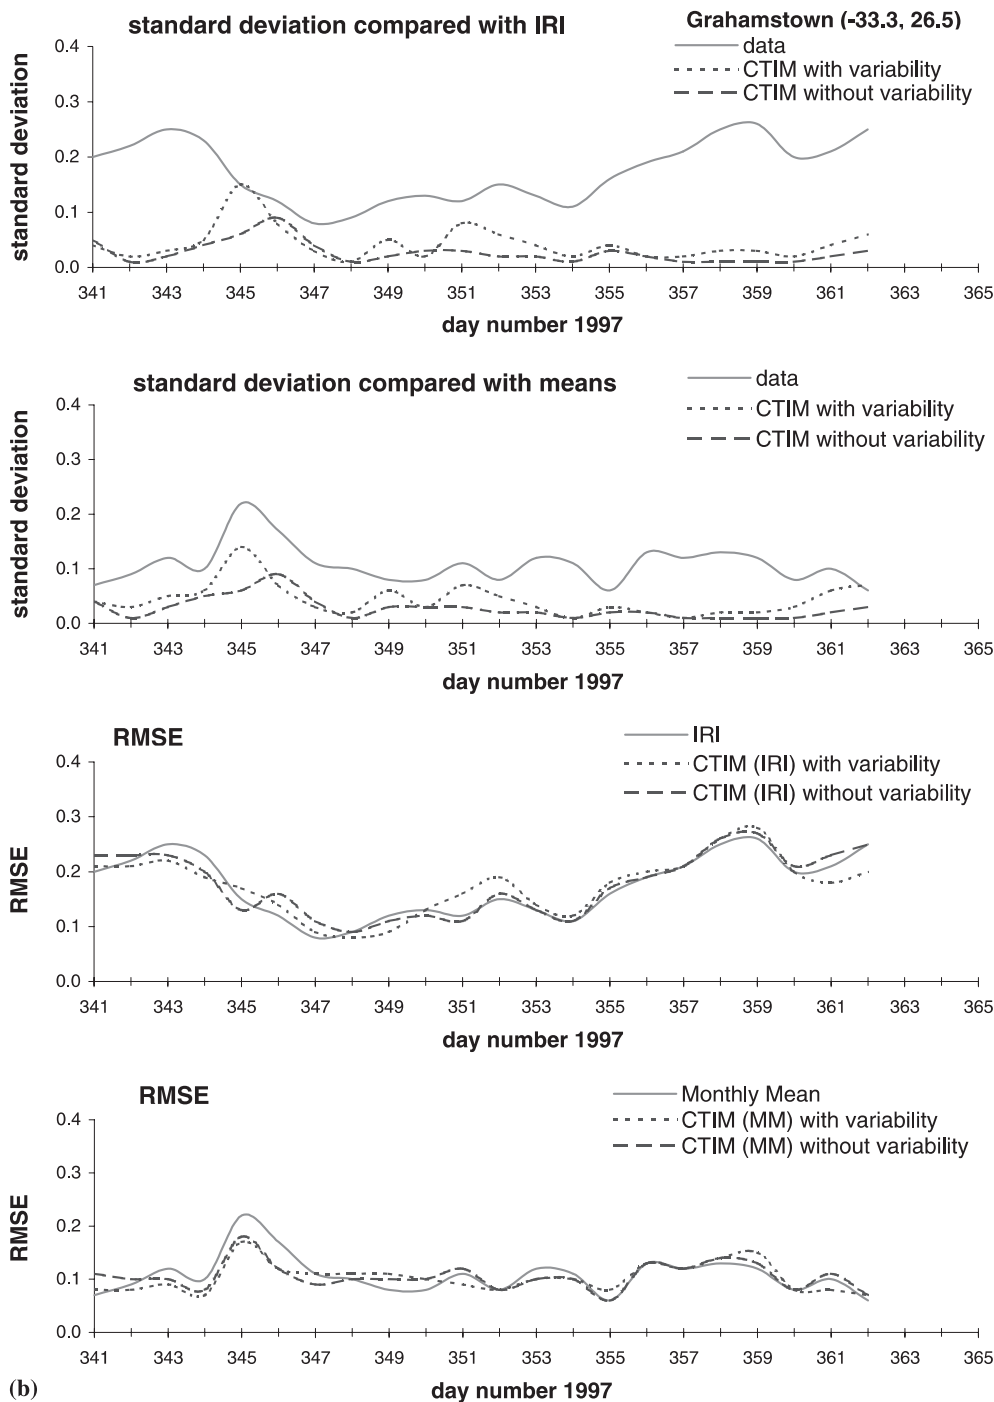 standard deviation compared with IRI
Grahamstown (-33.3, 26.5)
data
CTIM with variability
CTIM without variability
standard deviation
0.4
0.3
0.2
0.1
0.0
341 343 345 347 349 351 353 355 357 359 361 363 365
day number 1997
standard deviation compared with means
data
CTIM with variability
CTIM without variability
standard deviation
0.4
0.3
0.2
0.1
0.0
341 343 345 347 349 351 353 355 357 359 361 363 365
day number 1997
RMSE
IRI
CTIM (IRI) with variability
CTIM (IRI) without variability
RMSE
0.4
0.3
0.2
0.1
0.0
341 343 345 347 349 351 353 355 357 359 361 363 365
day number 1997
RMSE
Monthly Mean
CTIM (MM) with variability
CTIM (MM) without variability
RMSE
0.4
0.3
0.2
0.1
0.0
341 343 345 347 349 351 353 355 357 359 361 363 365
day number 1997
(b)